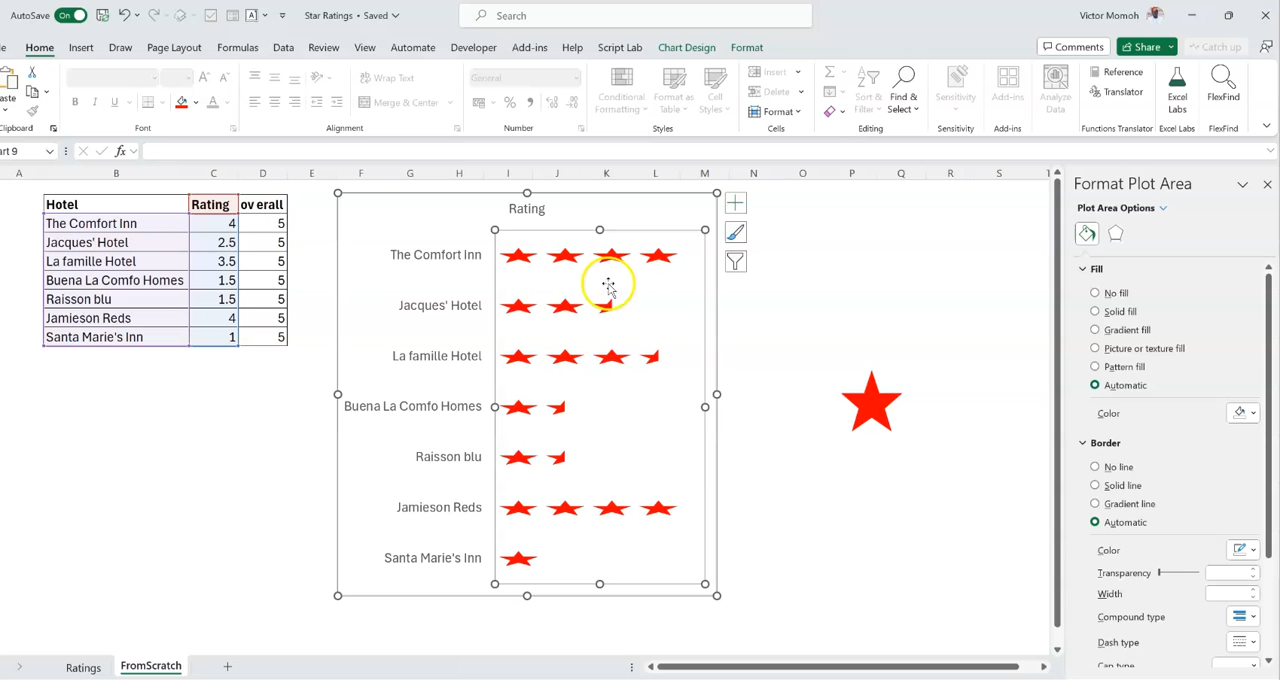 AutoSave On Star Ratings • Saved Search Victor Momoh
Home Insert Draw Page Layout Formulas Data Review View Automate Developer Add-ins Help Script Lab Chart Design Format Comments Share Catch up
Wrap Text General Insert Reference
Merge & Center Delete Translator
Conditional Formatting Format as Table Cell Styles Format Sort & Filter Find & Select Sensitivity Add-ins Analyze Data Excel Labs FlexFind
Clipboard Font Alignment Number Styles Cells Editing Sensitivity Add-ins Functions Translator Excel Labs FlexFind
art 9 fx
A B C D E F G H I J K L M N O P Q R S
Hotel Rating ov erall
The Comfort Inn 4 5
Jacques' Hotel 2.5 5
La famille Hotel 3.5 5
Buena La Comfo Homes 1.5 5
Raisson blu 1.5 5
Jamieson Reds 4 5
Santa Marie's Inn 1 5
Rating
The Comfort Inn
Jacques' Hotel
La famille Hotel
Buena La Comfo Homes
Raisson blu
Jamieson Reds
Santa Marie's Inn
Format Plot Area
Plot Area Options
Fill
No fill
Solid fill
Gradient fill
Picture or texture fill
Pattern fill
Automatic
Color
Border
No line
Solid line
Gradient line
Automatic
Color
Transparency
Width
Compound type
Dash type
Ratings FromScratch